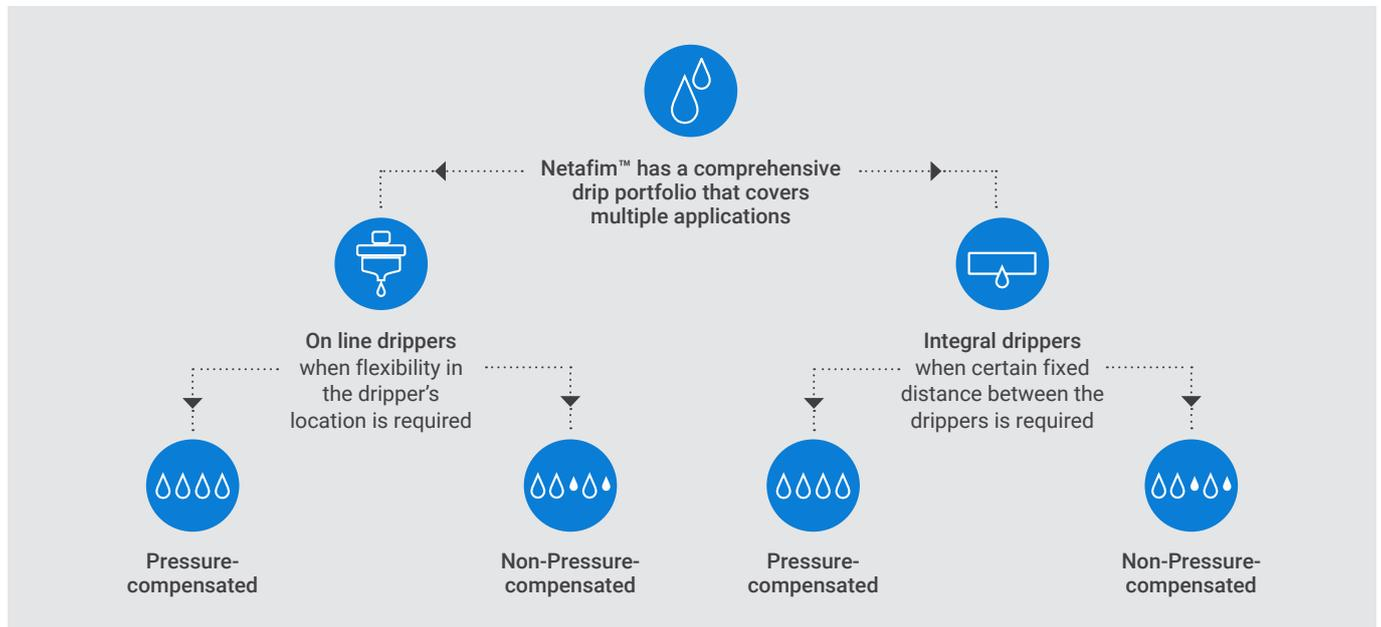 Netafim™ has a comprehensive
drip portfolio that covers
multiple applications
On line drippers
when flexibility in
the dripper's
location is required
Integral drippers
when certain fixed
distance between the
drippers is required
Pressure-
compensated
Non-Pressure-
compensated
Pressure-
compensated
Non-Pressure-
compensated